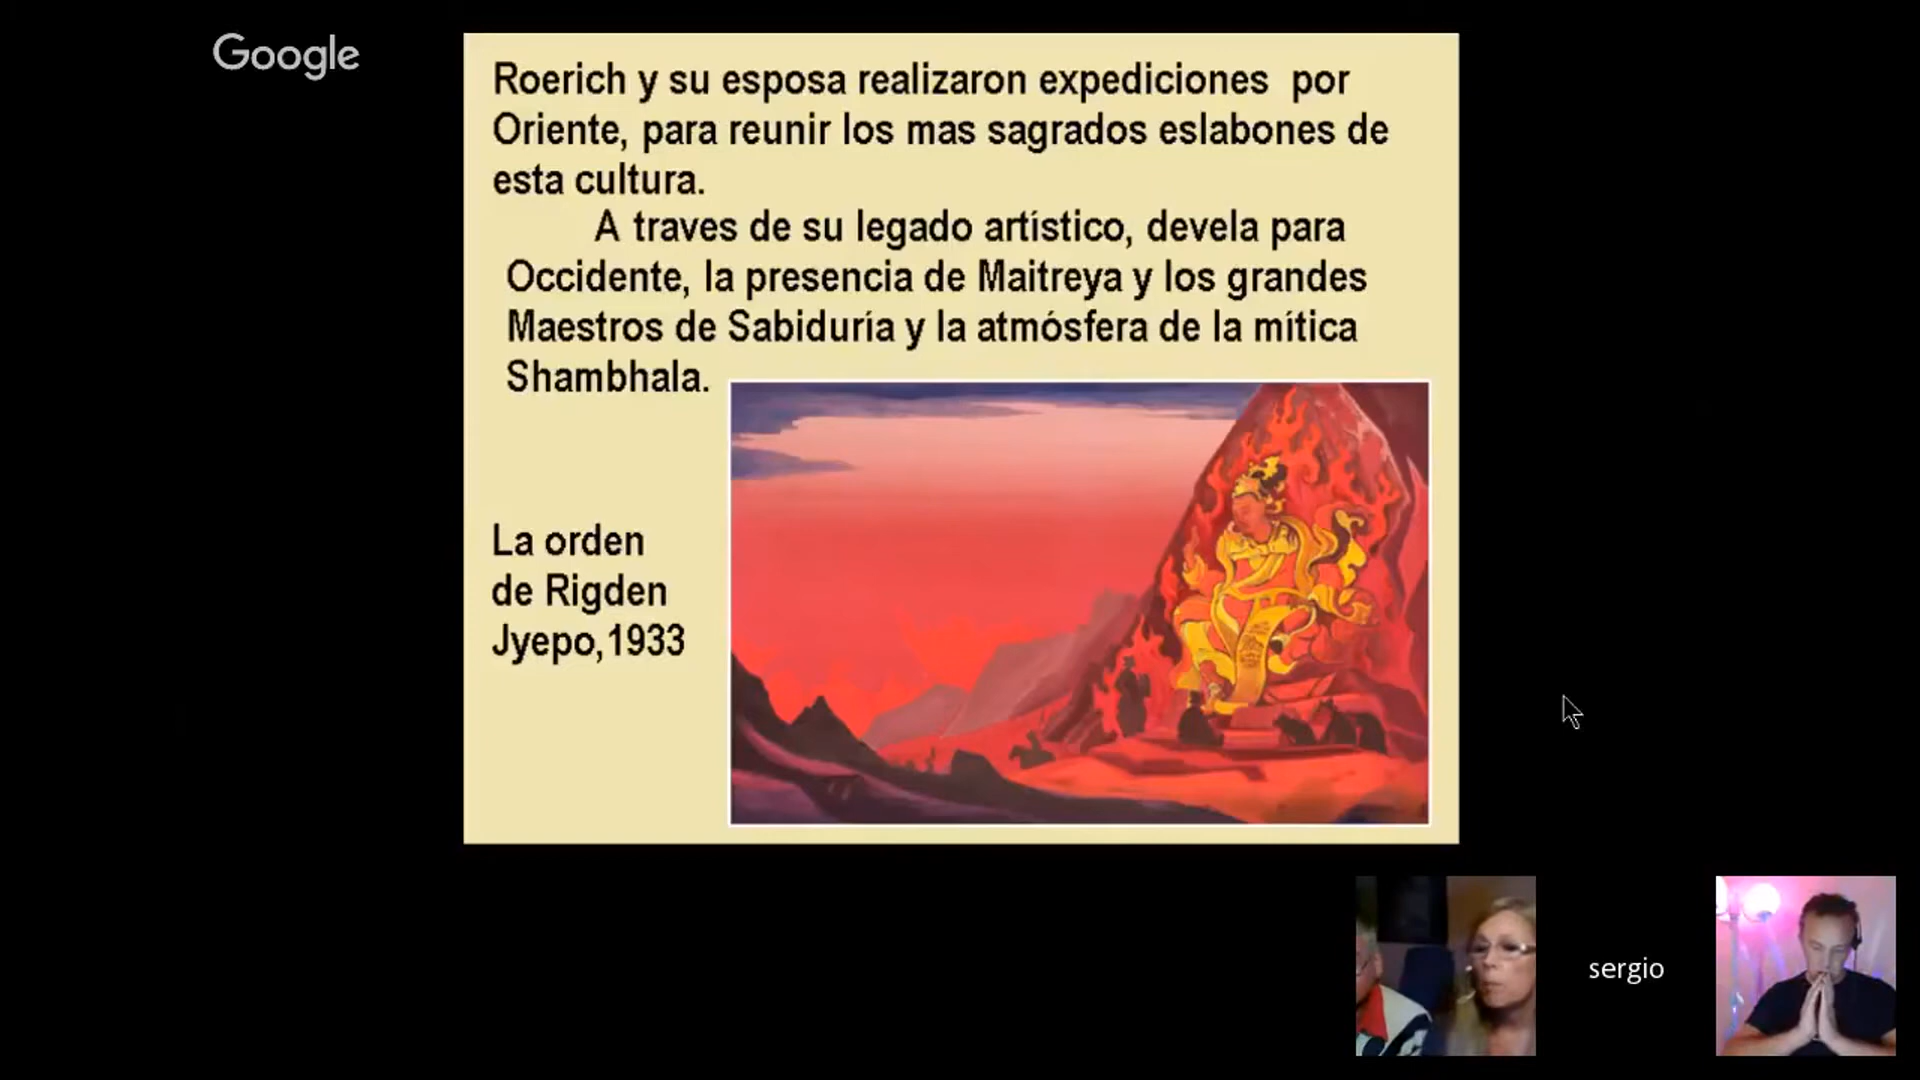 Google
Roerich y su esposa realizaron expediciones por
Oriente, para reunir los mas sagrados eslabones de
esta cultura.
A traves de su legado artístico, devela para
Occidente, la presencia de Maitreya y los grandes
Maestros de Sabiduría y la atmósfera de la mítica
Shambhala.
La orden
de Rigden
Jyepo,1933
sergio